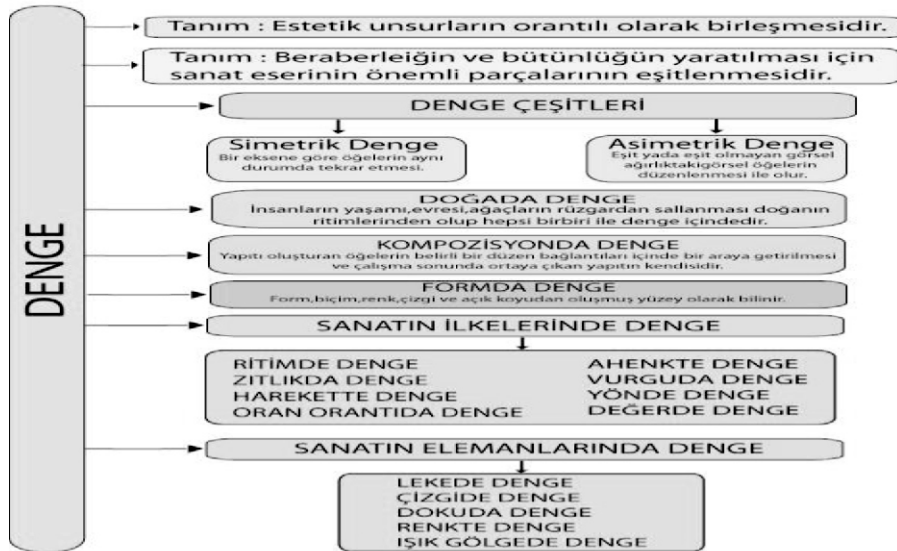 DENGE
Tanım : Estetik unsurların orantılı olarak birleşmesidir.
Tanım : Beraberleiğin ve bütünlüğün yaratılması için
sanat eserinin önemli parçalarının eşitlenmesidir.
DENGE ÇEŞİTLERİ
Simetrik Denge
Bir eksene göre öğelerin aynı
durumda tekrar etmesi.
Asimetrik Denge
Eşit yada eşit olmayan görsel
ağırlıktakigörsel öğelerin
düzenlenmesi ile olur.
DOĞADA DENGE
İnsanların yaşamı,evresi,ağaçların rüzgardan sallanması doğanın
ritimlerinden olup hepsi birbiri ile denge içindedir.
KOMPOZİSYONDA DENGE
Yapıtı oluşturan öğelerin belirli bir düzen bağlantıları içinde bir araya getirilmesi
ve çalışma sonunda ortaya çıkan yapıtın kendisidir.
FORMDA DENGE
Form,biçim,renk,çizgi ve açık koyudan oluşmuş yüzey olarak bilinir.
SANATIN İLKELERİNDE DENGE
RİTİMDE DENGE
ZITLIKDA DENGE
HAREKETTE DENGE
ORAN ORANTIDA DENGE
AHENKTE DENGE
VURGUDA DENGE
YÖNDE DENGE
DEĞERDE DENGE
SANATIN ELEMANLARINDA DENGE
LEKEDE DENGE
ÇİZGİDE DENGE
DOKUDA DENGE
RENKTE DENGE
IŞIK GÖLGEDE DENGE